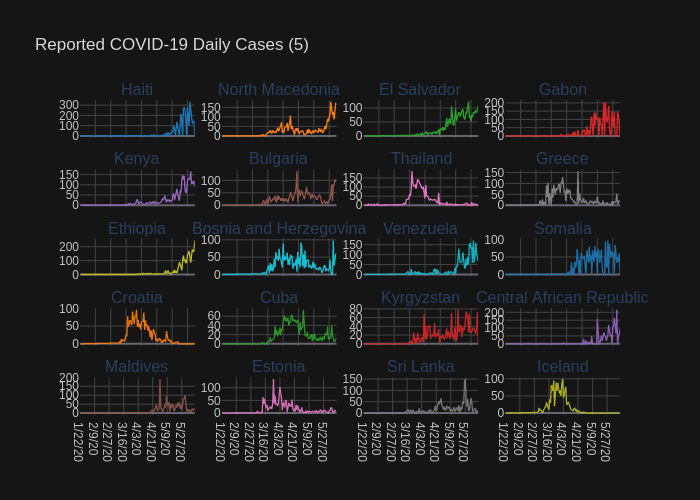 Reported COVID-19 Daily Cases (5)
Haiti North Macedonia El Salvador Gabon
300 200 100 0
150 100 50 0
100 50 0
200 150 100 50 0
Kenya Bulgaria Thailand Greece
150 100 50 0
100 50 0
150 100 50 0
150 100 50 0
Ethiopia Bosnia and Herzegovina Venezuela Somalia
200 100 0
100 50 0
150 100 50 0
100 50 0
Croatia Cuba Kyrgyzstan Central African Republic
100 50 0
60 40 20 0
80 60 40 20 0
200 150 100 50 0
Maldives Estonia Sri Lanka Iceland
200 150 100 50 0
100 50 0
150 100 50 0
100 50 0
1/22/20 2/9/20 2/27/20 3/16/20 4/3/20 4/21/20 5/9/20 5/27/20
1/22/20 2/9/20 2/27/20 3/16/20 4/3/20 4/21/20 5/9/20 5/27/20
1/22/20 2/9/20 2/27/20 3/16/20 4/3/20 4/21/20 5/9/20 5/27/20
1/22/20 2/9/20 2/27/20 3/16/20 4/3/20 4/21/20 5/9/20 5/27/20